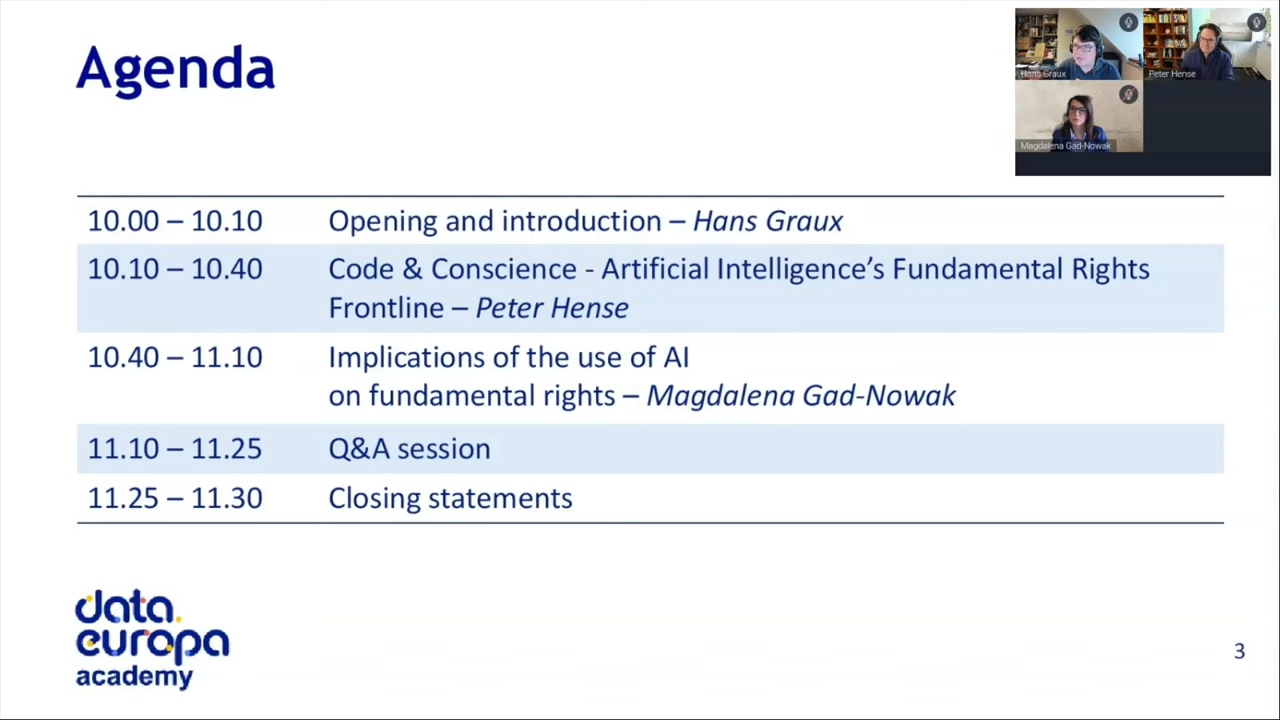 Agenda
Hans Graux
Peter Hense
Magdalena Gad-Nowak
10.00 – 10.10 Opening and introduction – Hans Graux
10.10 – 10.40 Code & Conscience - Artificial Intelligence’s Fundamental Rights
Frontline – Peter Hense
10.40 – 11.10 Implications of the use of AI
on fundamental rights – Magdalena Gad-Nowak
11.10 – 11.25 Q&A session
11.25 – 11.30 Closing statements
data.
europa
academy
3